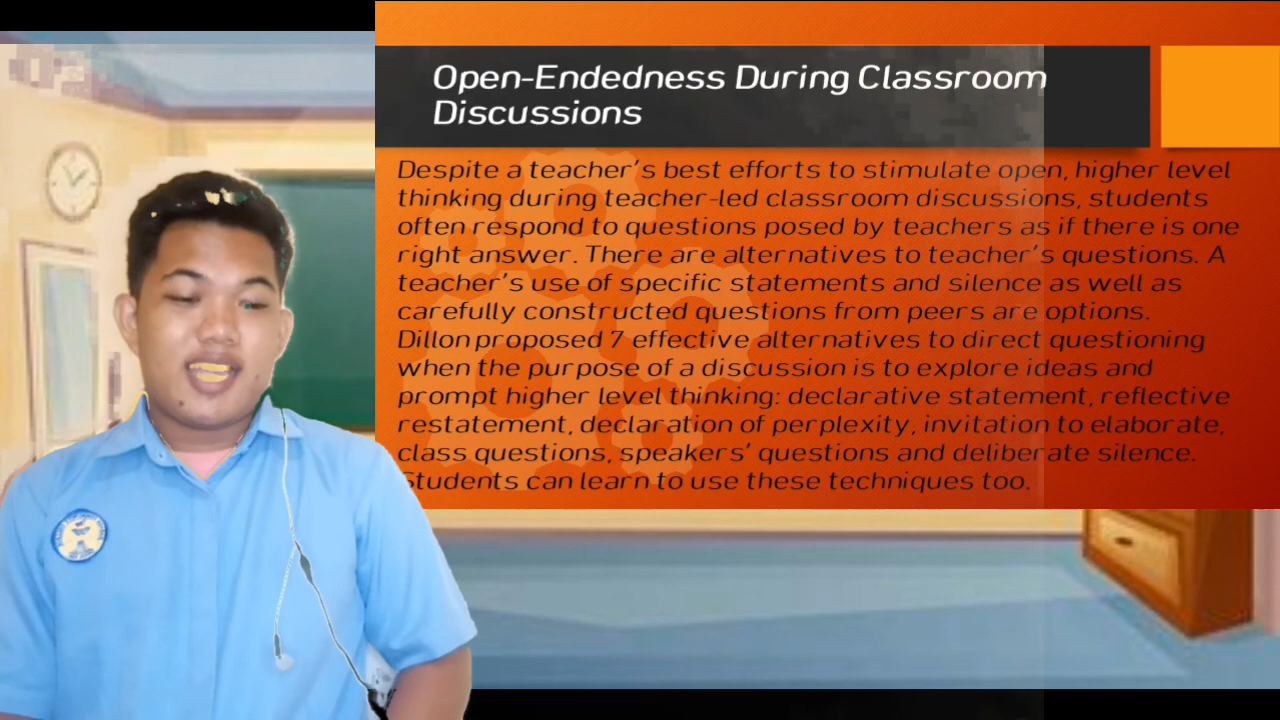 Open-Endedness During Classroom
Discussions
Despite a teacher's best efforts to stimulate open, higher level
thinking during teacher-led classroom discussions, students
often respond to questions posed by teachers as if there is one
right answer. There are alternatives to teacher's questions. A
teacher's use of specific statements and silence as well as
carefully constructed questions from peers are options.
Dillon proposed 7 effective alternatives to direct questioning
when the purpose of a discussion is to explore ideas and
prompt higher level thinking: declarative statement, reflective
restatement, declaration of perplexity, invitation to elaborate,
class questions, speakers' questions and deliberate silence.
Students can learn to use these techniques too.